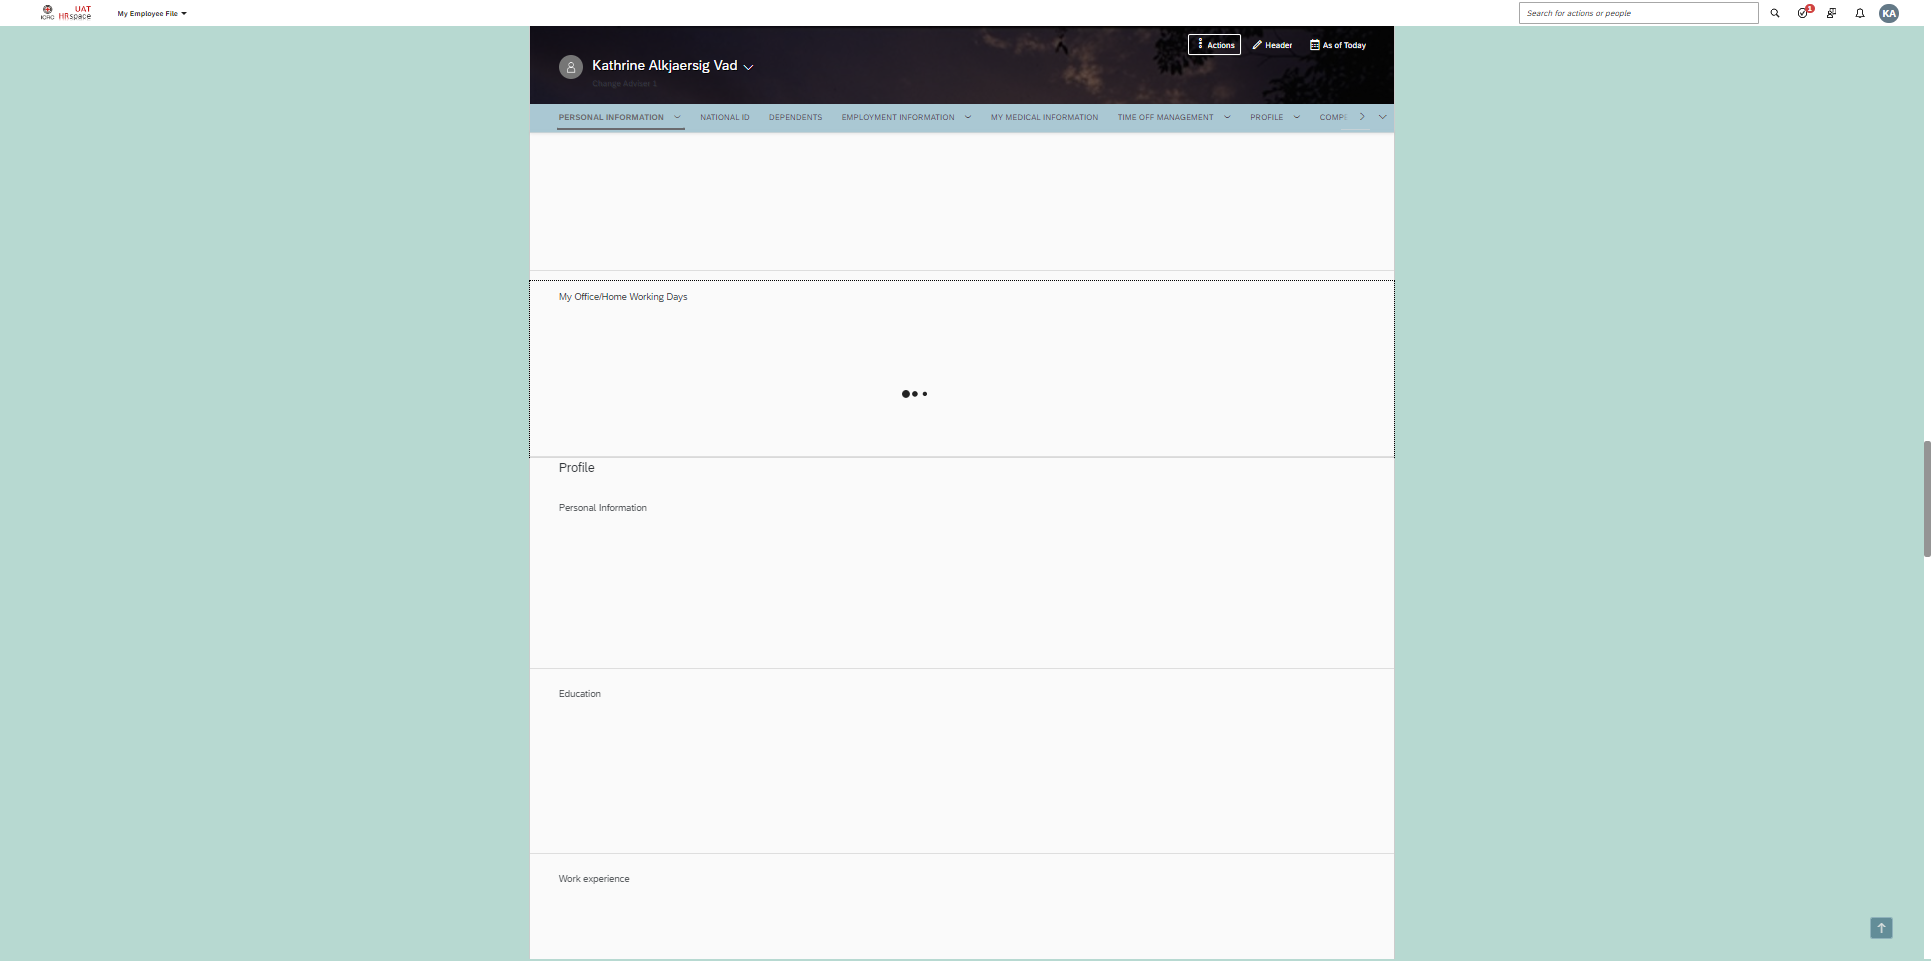 ICRC
UAT
HRspace
My Employee File
Search for actions or people
1
KA
Actions
Header
As of Today
Kathrine Alkjaersig Vad
Change Adviser 1
PERSONAL INFORMATION
NATIONAL ID
DEPENDENTS
EMPLOYMENT INFORMATION
MY MEDICAL INFORMATION
TIME OFF MANAGEMENT
PROFILE
COMPE
My Office/Home Working Days
Profile
Personal Information
Education
Work experience